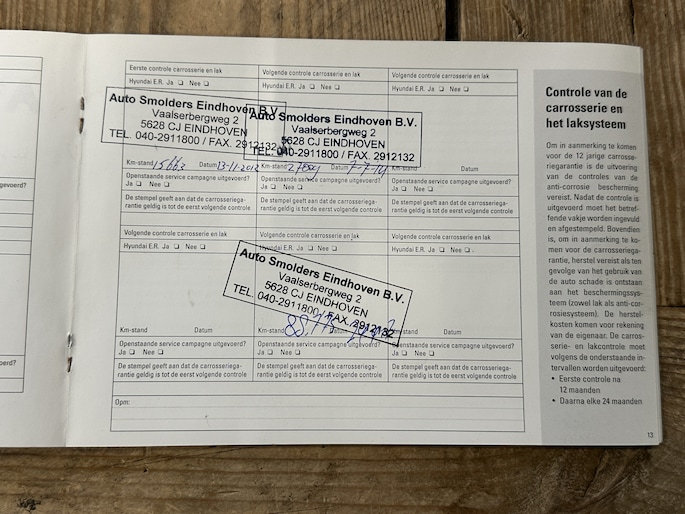 Eerste controle carrosserie en lak
Volgende controle carrosserie en lak
Volgende controle carrosserie en lak
Hyundai E.R. Ja ❏ Nee ❏
Hyundai E.R. Ja ❏ Nee ❏
Hyundai E.R. Ja ❏ Nee ❏
Auto Smolders Eindhoven B.V.
Vaalserbergweg 2
5628 CJ EINDHOVEN
TEL. 040-2911800 / FAX. 2912132
Auto Smolders Eindhoven B.V.
Vaalserbergweg 2
5628 CJ EINDHOVEN
TEL. 040-2911800 / FAX. 2912132
Km-stand 15663 Datum 13-11-2012
Km-stand Datum 7-7-14
Datum
Openstaande service campagne uitgevoerd?
Ja ❏ Nee ❏
Openstaande service campagne uitgevoerd?
Ja ❏ Nee ❏
Openstaande service campagne uitgevoerd?
Ja ❏ Nee ❏
De stempel geeft aan dat de carrosseriega-
rantie geldig is tot de eerst volgende controle
De stempel geeft aan dat de carrosseriega-
rantie geldig is tot de eerst volgende controle
De stempel geeft aan dat de carrosseriega-
rantie geldig is tot de eerst volgende controle
Volgende controle carrosserie en lak
Volgende controle carrosserie en lak
Volgende controle carrosserie en lak
Hyundai E.R. Ja ❏ Nee ❏
Hyundai E.R. Ja ❏ Nee ❏
Hyundai E.R. Ja ❏ Nee ❏
Auto Smolders Eindhoven B.V.
Vaalserbergweg 2
5628 CJ EINDHOVEN
TEL. 040-2911800 / FAX. 2912132
Km-stand Datum
Km-stand Datum
Km-stand Datum
Openstaande service campagne uitgevoerd?
Ja ❏ Nee ❏
Openstaande service campagne uitgevoerd?
Ja ❏ Nee ❏
Openstaande service campagne uitgevoerd?
Ja ❏ Nee ❏
De stempel geeft aan dat de carrosseriega-
rantie geldig is tot de eerst volgende controle
De stempel geeft aan dat de carrosseriega-
rantie geldig is tot de eerst volgende controle
De stempel geeft aan dat de carrosseriega-
rantie geldig is tot de eerst volgende controle
Opm:
Controle van de
carrosserie en
het laksysteem
Om in aanmerking te komen
voor de 12 jarige carrosse-
riegarantie is de uitvoering
van de controles van de
anti-corrosie bescherming
vereist. Nadat de controle is
uitgevoerd moet het betref-
fende vakje worden ingevuld
en afgestempeld. Bovendien
is, om in aanmerking te ko-
men voor de carrosseriega-
rantie, herstel vereist als ten
gevolge van het gebruik van
de auto schade is ontstaan
aan het beschermingssys-
teem (zowel lak als anti-cor-
rosiesysteem). De herstel-
kosten komen voor rekening
van de eigenaar. De carros-
serie- en lakcontrole moet
volgens de onderstaande in-
tervallen worden uitgevoerd:
• Eerste controle na
12 maanden
• Daarna elke 24 maanden
13